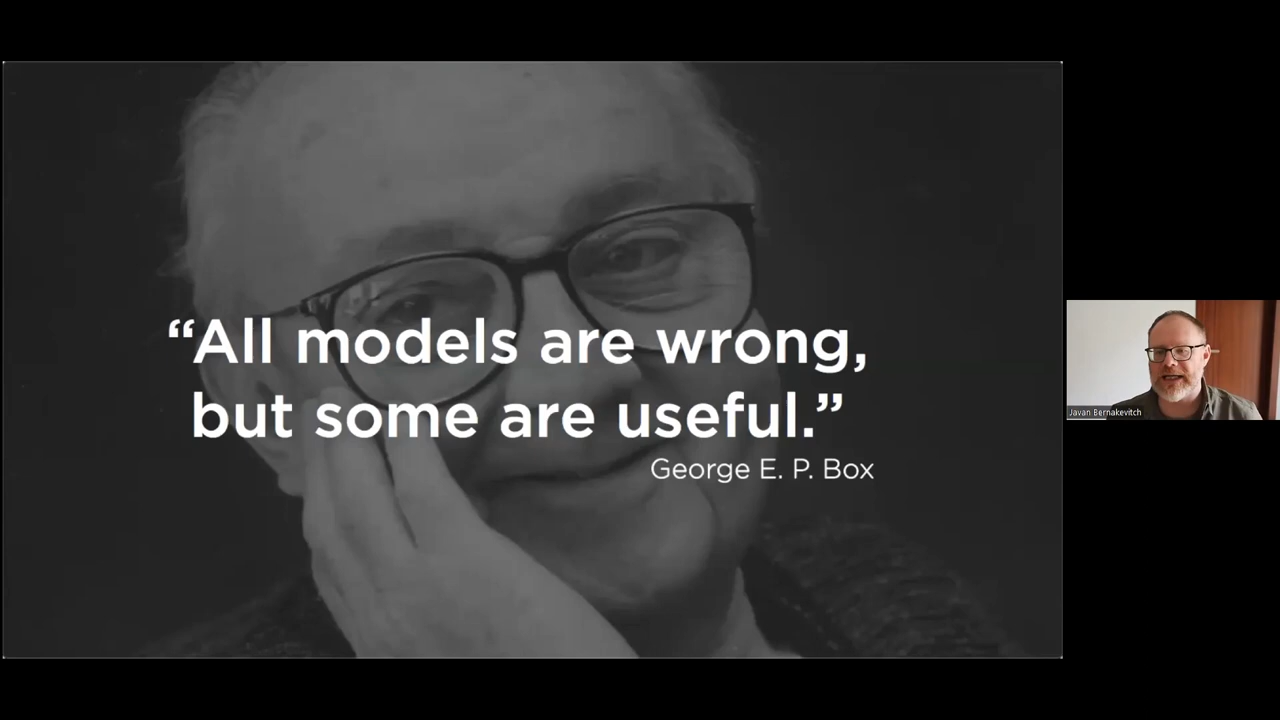 “All models are wrong,
but some are useful.”
George E. P. Box
Javan Bernakevitch